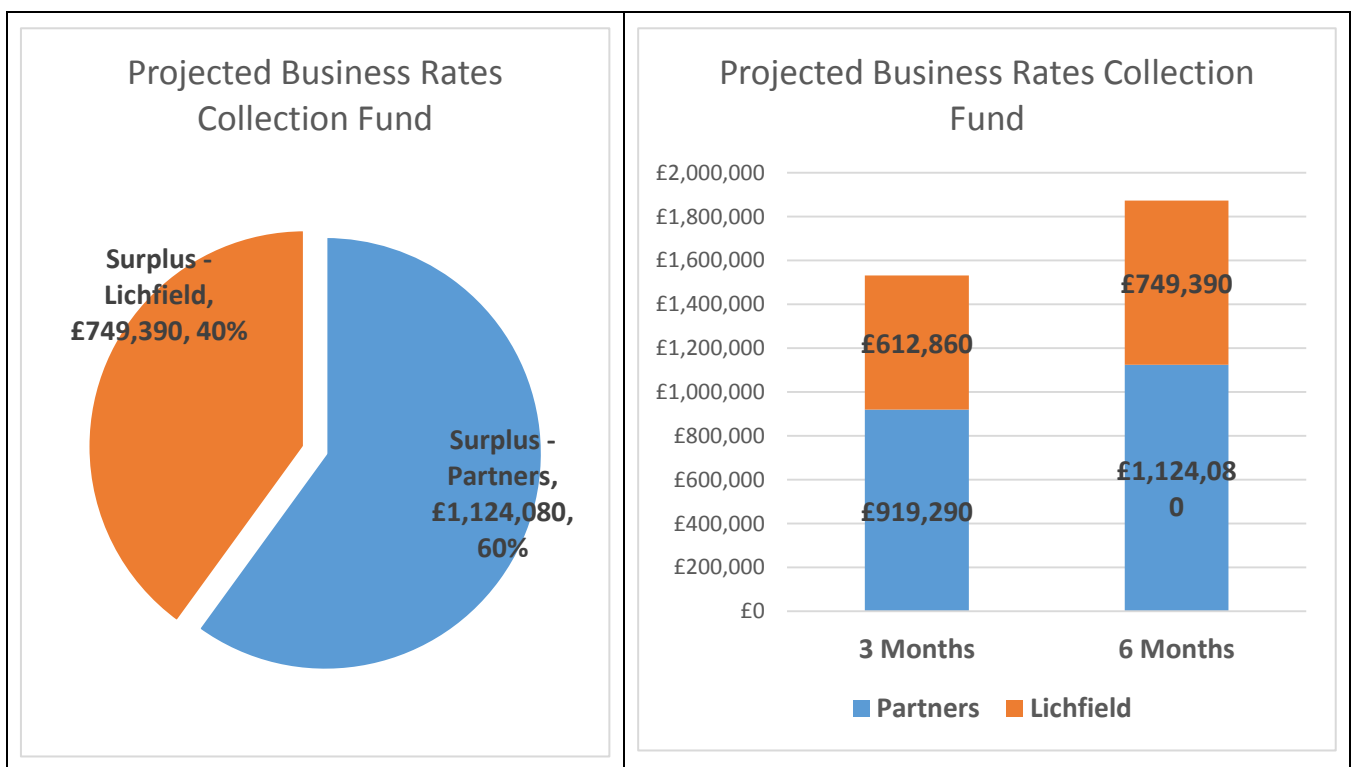 Projected Business Rates
Collection Fund
Surplus -
Lichfield,
£749,390, 40%
Surplus -
Partners,
£1,124,080,
60%
Projected Business Rates Collection
Fund
£2,000,000
£1,800,000
£1,600,000
£1,400,000
£1,200,000
£1,000,000
£800,000
£600,000
£400,000
£200,000
£0
£612,860
£919,290
£749,390
£1,124,08
0
3 Months
6 Months
Partners
Lichfield